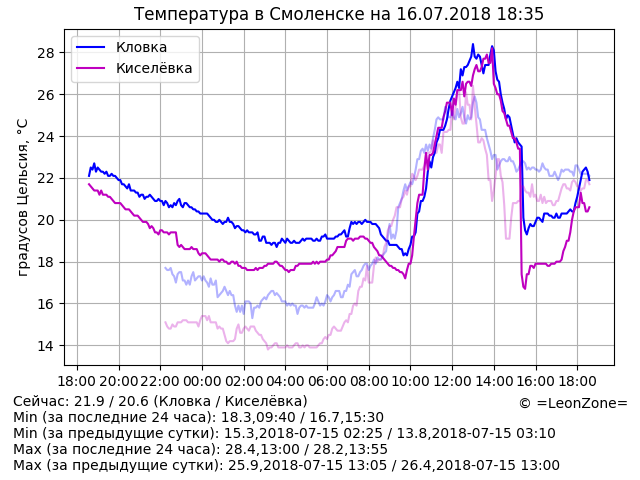 Температура в Смоленске на 16.07.2018 18:35
Кловка
Киселёвка
градусов Цельсия, °C
28
26
24
22
20
18
16
14
18:00 20:00 22:00 00:00 02:00 04:00 06:00 08:00 10:00 12:00 14:00 16:00 18:00
Сейчас: 21.9 / 20.6 (Кловка / Киселёвка)
© =LeonZone=
Min (за последние 24 часа): 18.3,09:40 / 16.7,15:30
Min (за предыдущие сутки): 15.3,2018-07-15 02:25 / 13.8,2018-07-15 03:10
Max (за последние 24 часа): 28.4,13:00 / 28.2,13:55
Max (за предыдущие сутки): 25.9,2018-07-15 13:05 / 26.4,2018-07-15 13:00